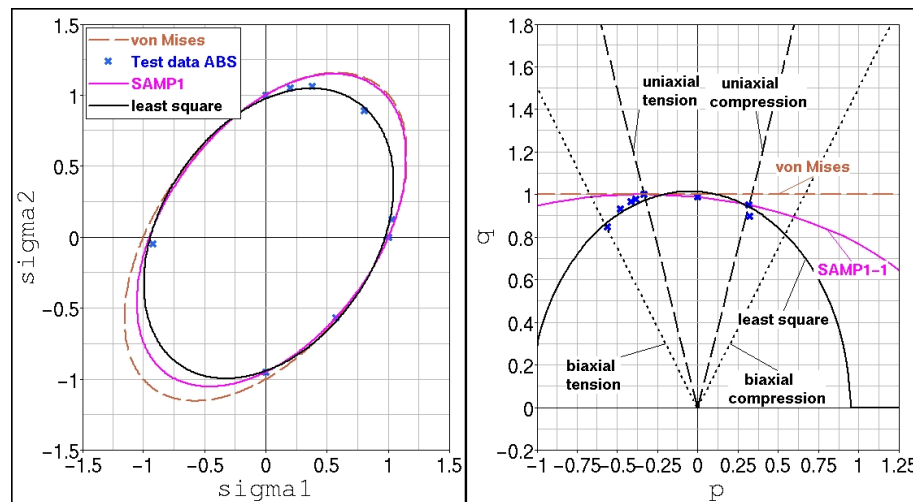 1.5
von Mises
Test data ABS
SAMP1
least square
1.0
0.5
0
−0.5
−1.0
−1.5
sigma2
−1.5
−1.0
−0.5
0
0.5
1.0
1.5
sigma1
1.8
1.6
1.4
1.2
1
0.8
0.6
0.4
0.2
0
−0.2
q
uniaxial
tension
uniaxial
compression
von Mises
SAMP1-1
least square
biaxial
tension
biaxial
compression
−1
−0.75
−0.5
−0.25
0
0.25
0.5
0.75
1
1.25
p